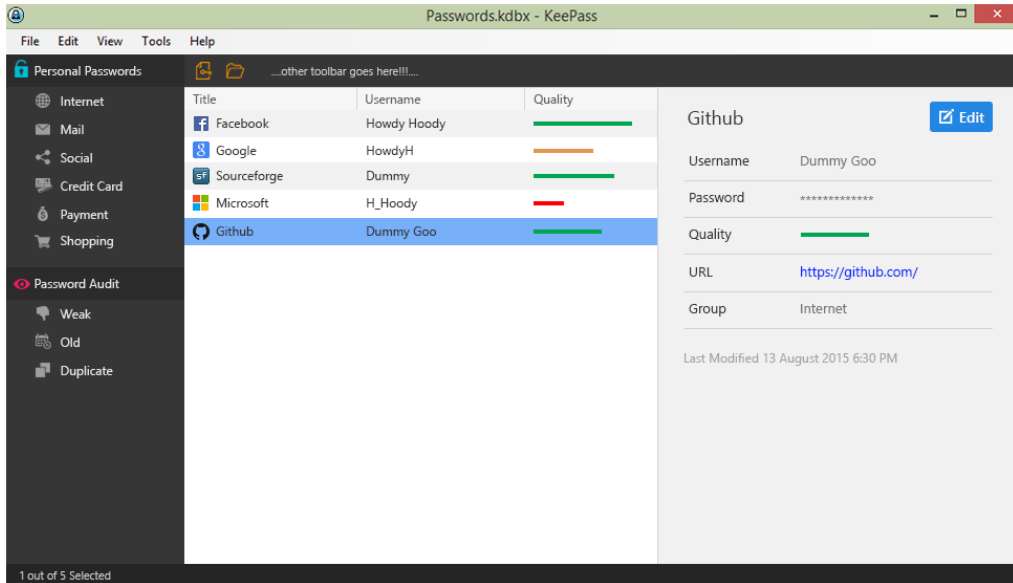 Passwords.kdbx - KeePass
File Edit View Tools Help
Personal Passwords
Internet
Mail
Social
Credit Card
Payment
Shopping
Password Audit
Weak
Old
Duplicate
....other toolbar goes here!!!....
Title Username Quality
Facebook Howdy Hoody
Google HowdyH
Sourceforge Dummy
Microsoft H_Hoody
Github Dummy Goo
Github
Edit
Username Dummy Goo
Password *************
Quality
URL https://github.com/
Group Internet
Last Modified 13 August 2015 6:30 PM
1 out of 5 Selected